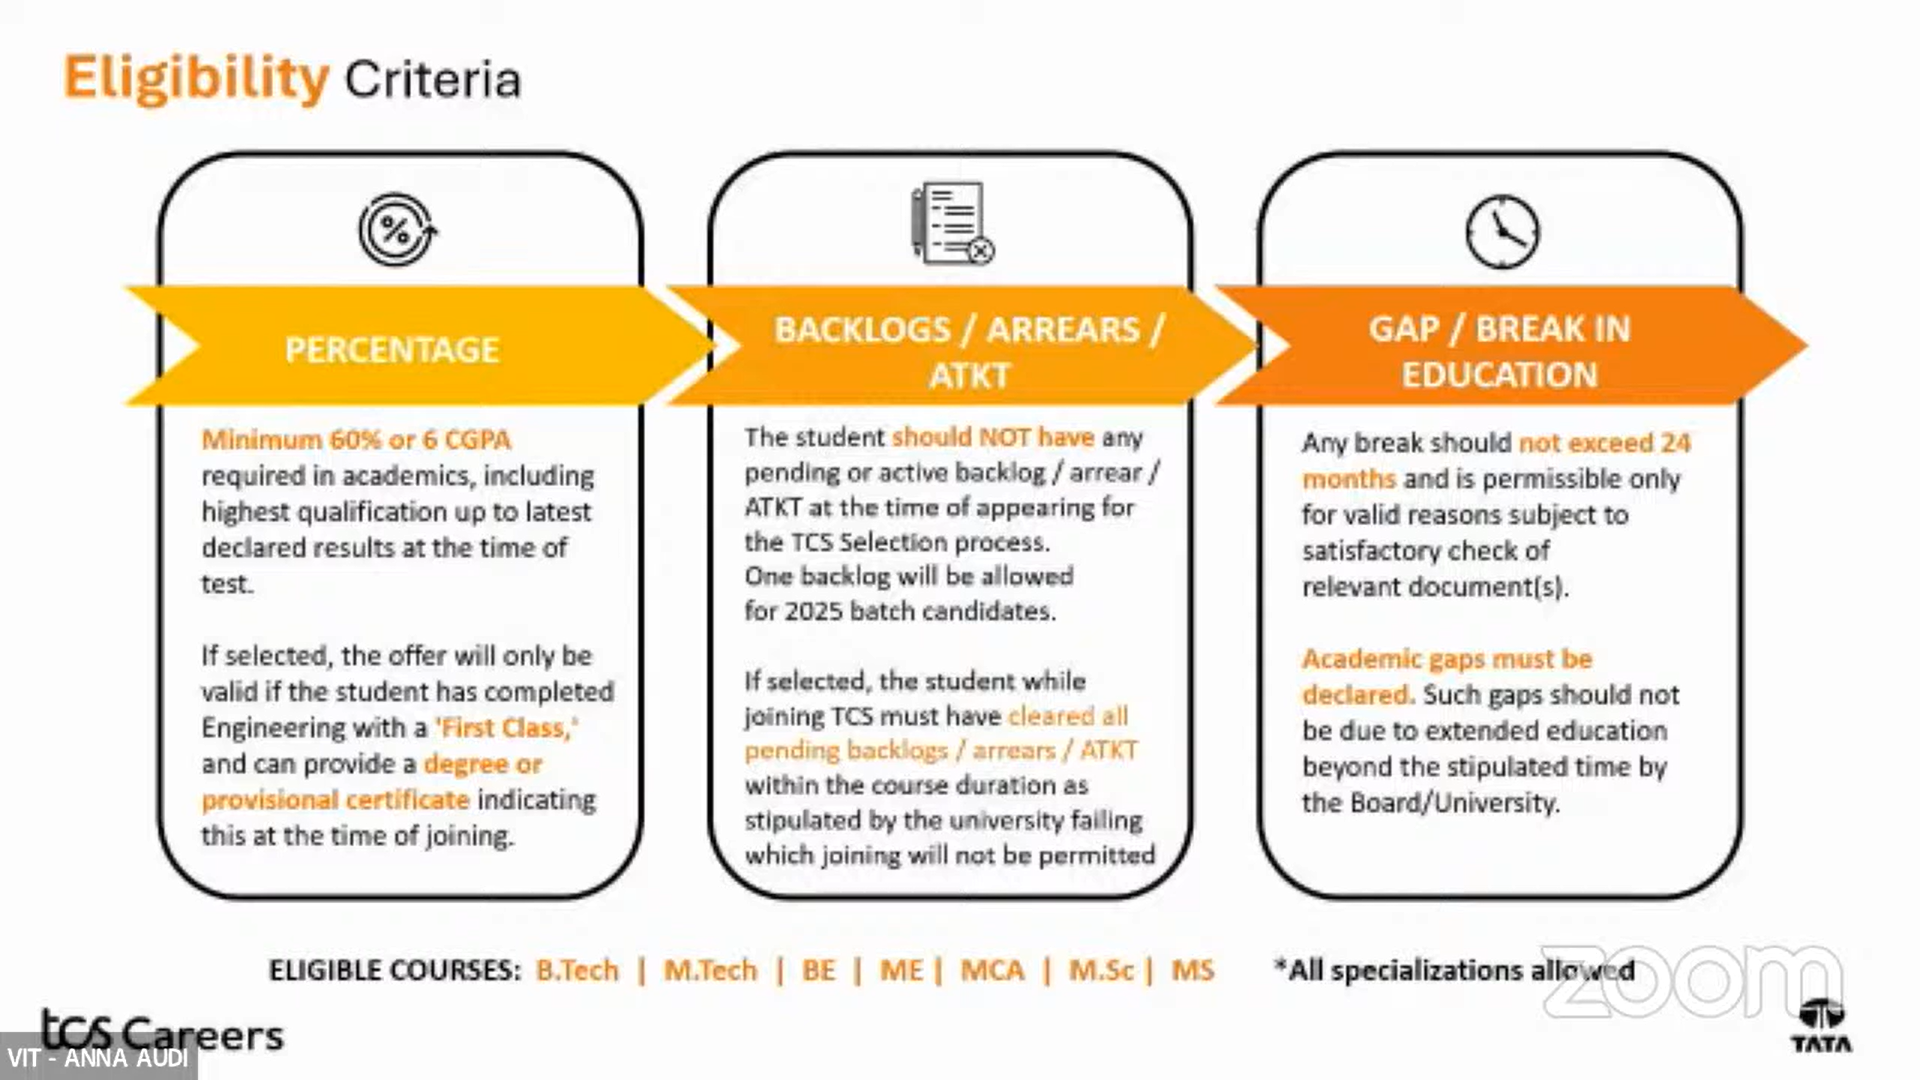 Eligibility Criteria
PERCENTAGE
Minimum 60% or 6 CGPA
required in academics, including
highest qualification up to latest
declared results at the time of
test.
If selected, the offer will only be
valid if the student has completed
Engineering with a 'First Class,'
and can provide a degree or
provisional certificate indicating
this at the time of joining.
BACKLOGS / ARREARS /
ATKT
The student should NOT have any
pending or active backlog / arrear /
ATKT at the time of appearing for
the TCS Selection process.
One backlog will be allowed
for 2025 batch candidates.
If selected, the student while
joining TCS must have cleared all
pending backlogs / arrears / ATKT
within the course duration as
stipulated by the university failing
which joining will not be permitted
GAP / BREAK IN
EDUCATION
Any break should not exceed 24
months and is permissible only
for valid reasons subject to
satisfactory check of
relevant document(s).
Academic gaps must be
declared. Such gaps should not
be due to extended education
beyond the stipulated time by
the Board/University.
ELIGIBLE COURSES: B.Tech | M.Tech | BE | ME | MCA | M.Sc | MS *All specializations allowed
zoom
tcs Careers
VIT - ANNA AUDI
TATA